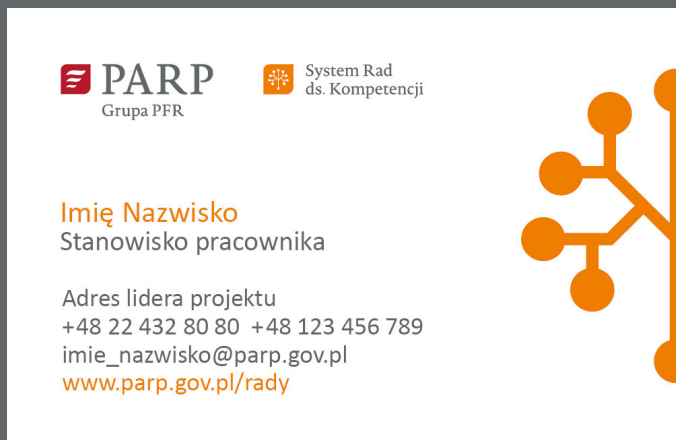 PARP
Grupa PFR
System Rad
ds. Kompetencji
Imię Nazwisko
Stanowisko pracownika
Adres lidera projektu
+48 22 432 80 80 +48 123 456 789
imie_nazwisko@parp.gov.pl
www.parp.gov.pl/rady